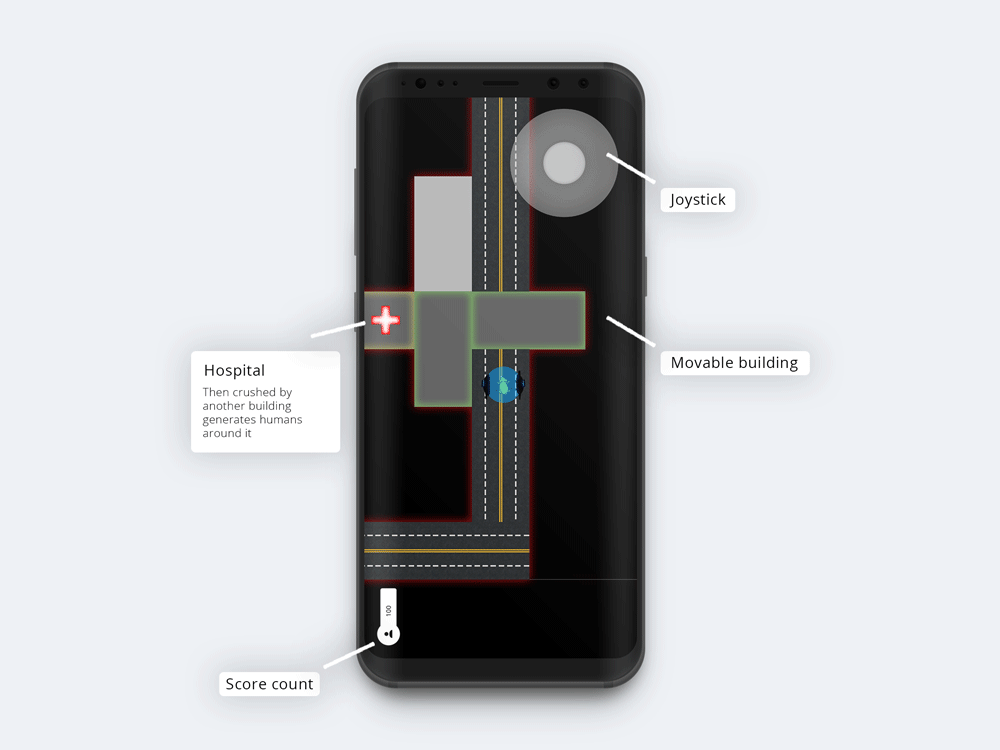 Joystick
Movable building
Hospital
Then crushed by
another building
generates humans
around it
100
Score count